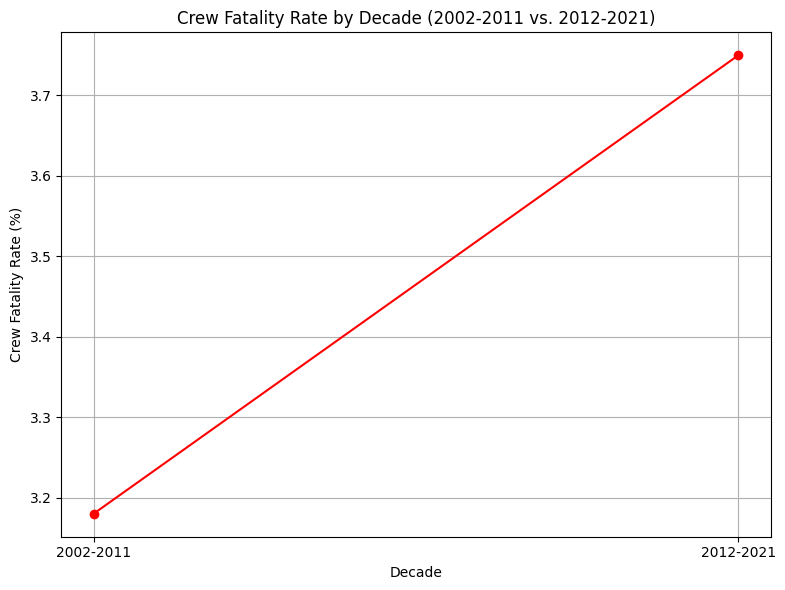 Crew Fatality Rate by Decade (2002-2011 vs. 2012-2021)
Crew Fatality Rate (%)
3.7
3.6
3.5
3.4
3.3
3.2
2002-2011
2012-2021
Decade